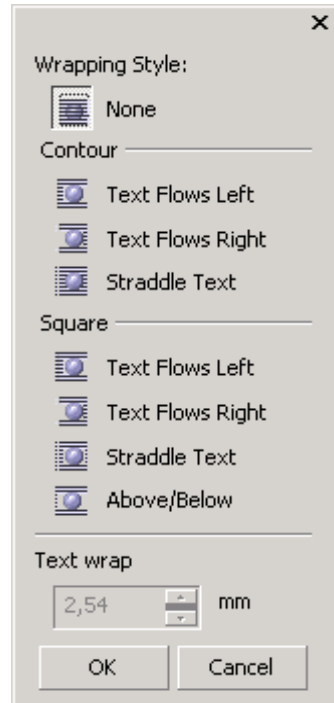 Wrapping Style:
None
Contour
Text Flows Left
Text Flows Right
Straddle Text
Square
Text Flows Left
Text Flows Right
Straddle Text
Above/Below
Text wrap
2,54 mm
OK Cancel